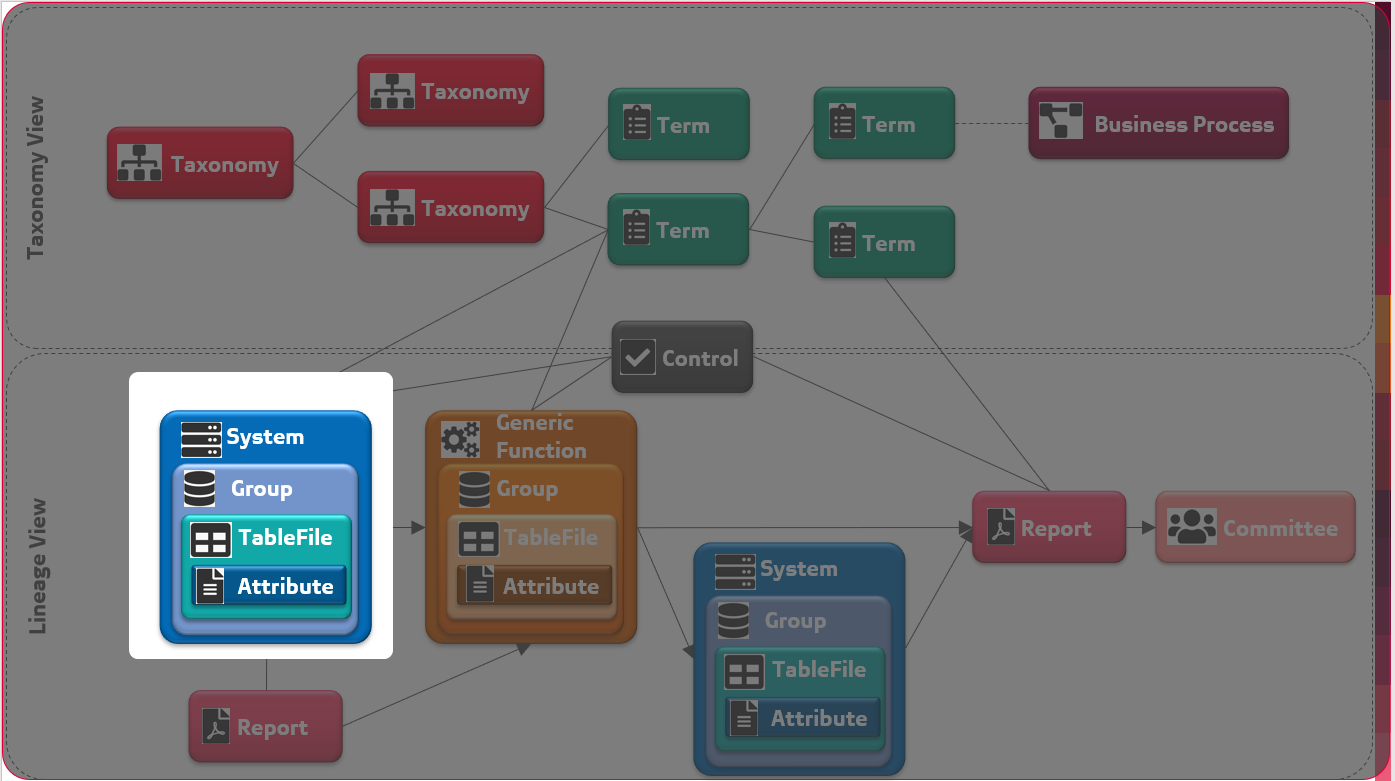 Taxonomy View
Taxonomy
Taxonomy
Taxonomy
Term
Term
Term
Term
Business Process
Control
Lineage View
System
Group
TableFile
Attribute
Generic
Function
Group
TableFile
Attribute
System
Group
TableFile
Attribute
Report
Committee
Report